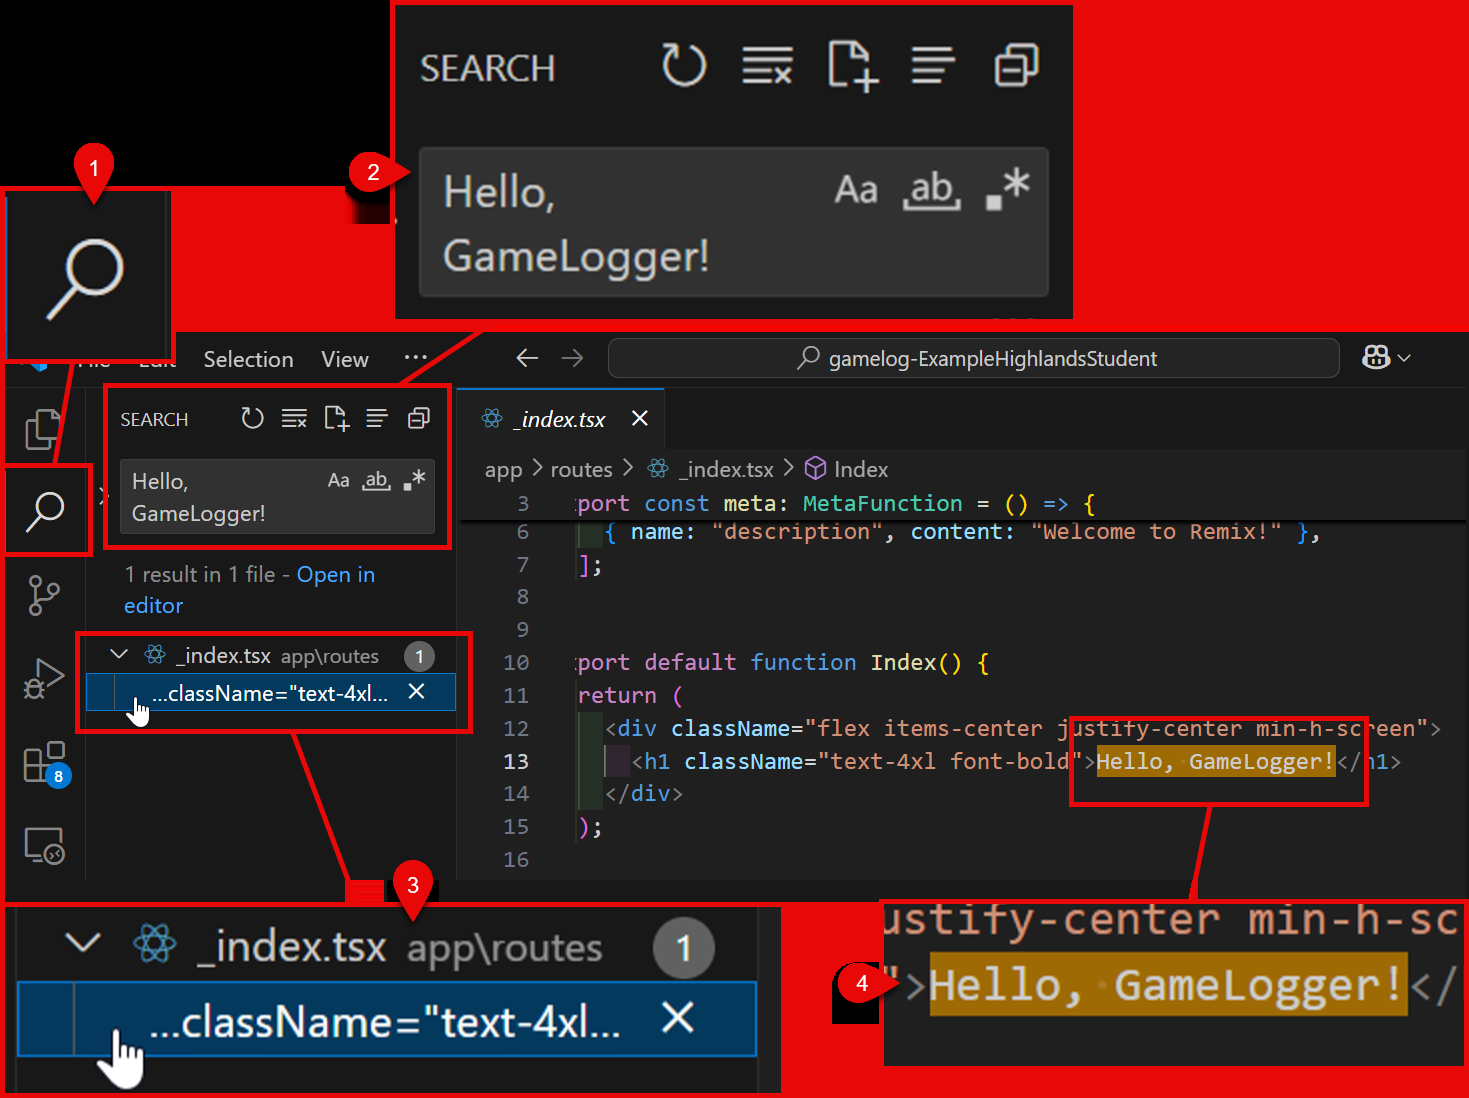 SEARCH
2
Hello,
GameLogger!
Aa
ab
1
Selection
View
gamelog-ExampleHighlandsStudent
SEARCH
Hello,
GameLogger!
Aa
ab
1 result in 1 file - Open in
editor
_index.tsx app\routes 1
...className="text-4xl...
8
_index.tsx
app > routes > _index.tsx > Index
3 port const meta: MetaFunction = () => {
6 { name: "description", content: "Welcome to Remix!" },
7 ];
8
9
10 port default function Index() {
11 return (
12 <div className="flex items-center justify-center min-h-screen">
13 <h1 className="text-4xl font-bold">Hello, GameLogger!</h1>
14 </div>
15 );
16
3
_index.tsx app\routes 1
...className="text-4xl...
ustify-center min-h-sc
4
">Hello, GameLogger!</